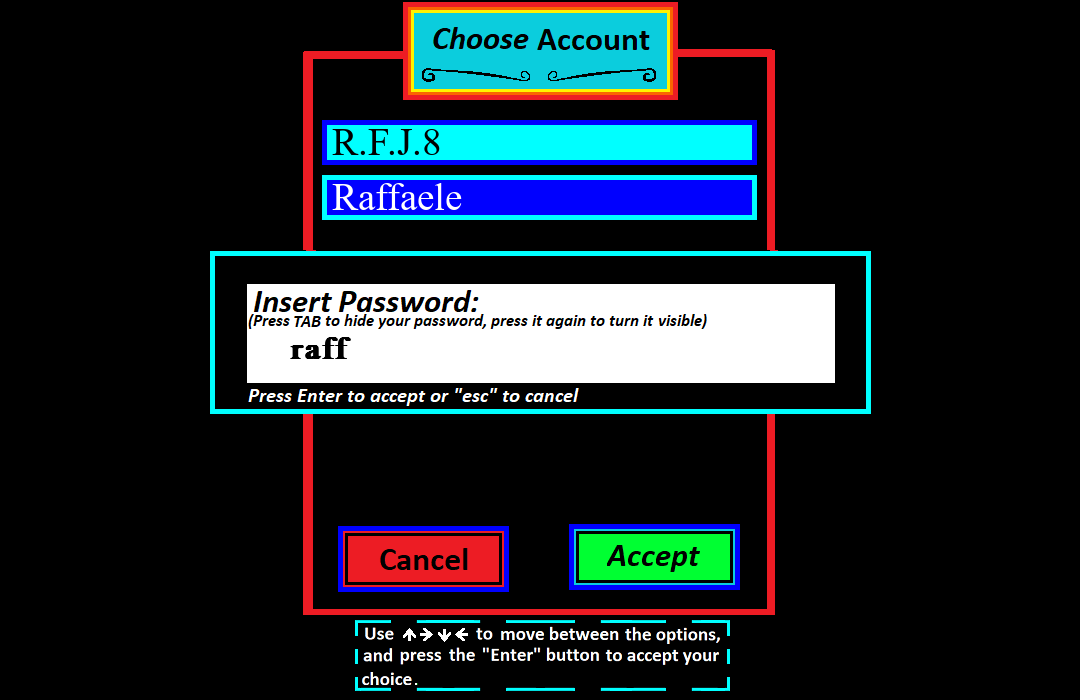 Choose Account
R.F.J.8
Raffaele
Insert Password:
(Press TAB to hide your password, press it again to turn it visible)
raff
Press Enter to accept or "esc" to cancel
Cancel
Accept
Use ↑→↓← to move between the options,
and press the "Enter" button to accept your
choice.